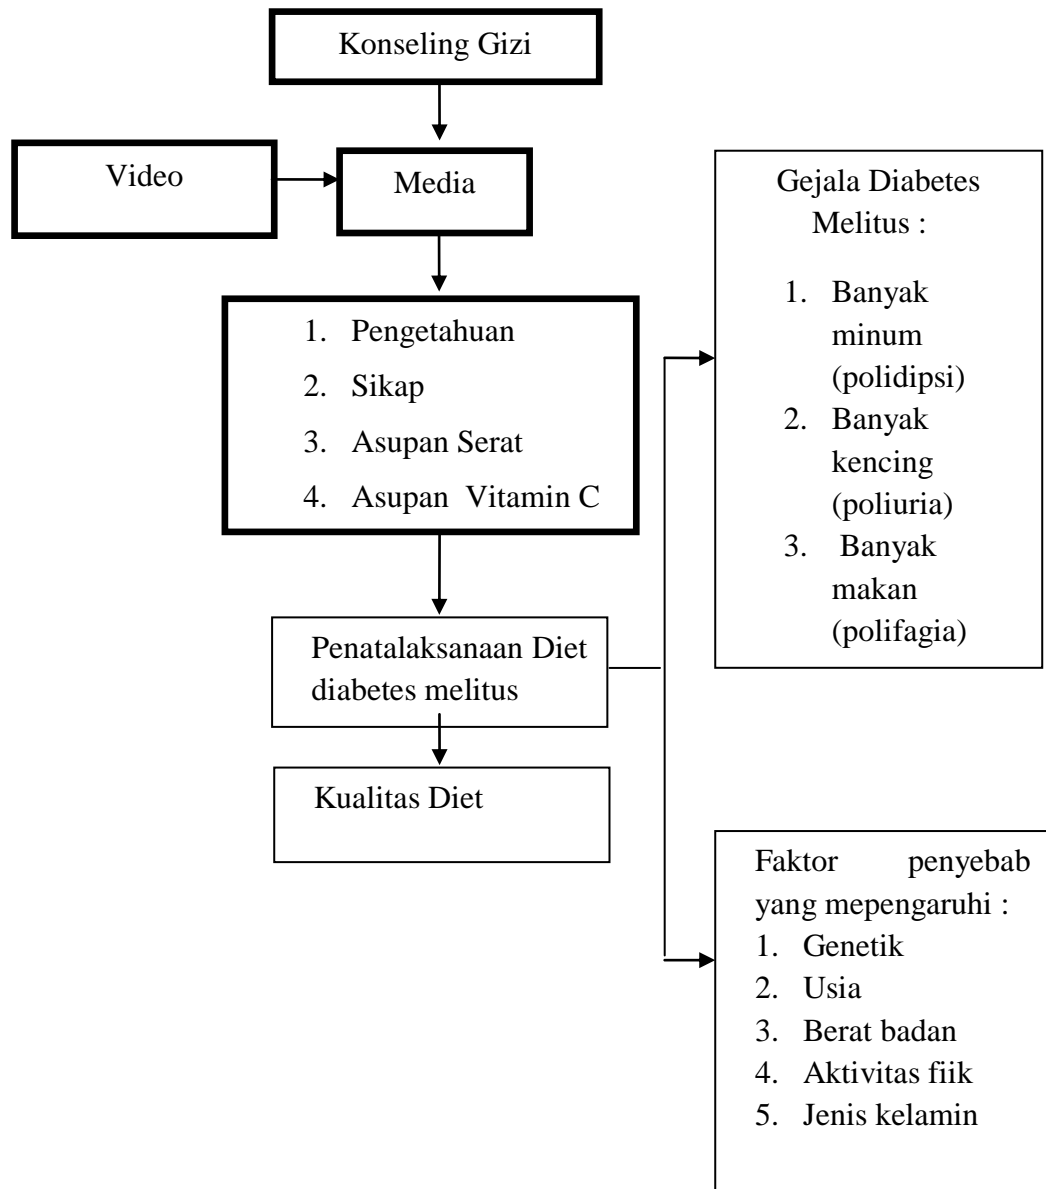 Konseling Gizi
Video
Media
1. Pengetahuan
2. Sikap
3. Asupan Serat
4. Asupan Vitamin C
Penatalaksanaan Diet
diabetes melitus
Kualitas Diet
Gejala Diabetes
Melitus :
1. Banyak
minum
(polidipsi)
2. Banyak
kencing
(poliuria)
3. Banyak
makan
(polifagia)
Faktor penyebab
yang mepengaruhi :
1. Genetik
2. Usia
3. Berat badan
4. Aktivitas fiik
5. Jenis kelamin